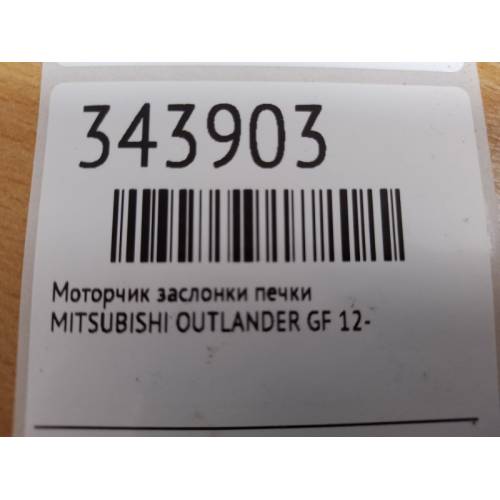 343903
Моторчик заслонки печки
MITSUBISHI OUTLANDER GF 12-